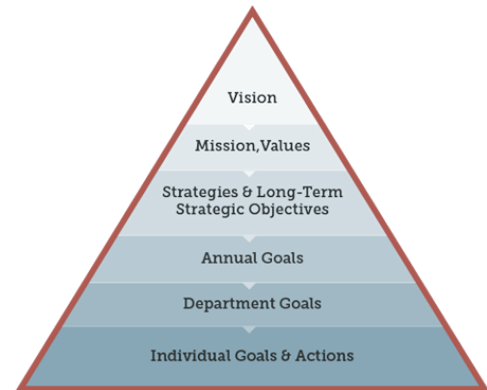 Vision
Mission,Values
Strategies & Long-Term
Strategic Objectives
Annual Goals
Department Goals
Individual Goals & Actions